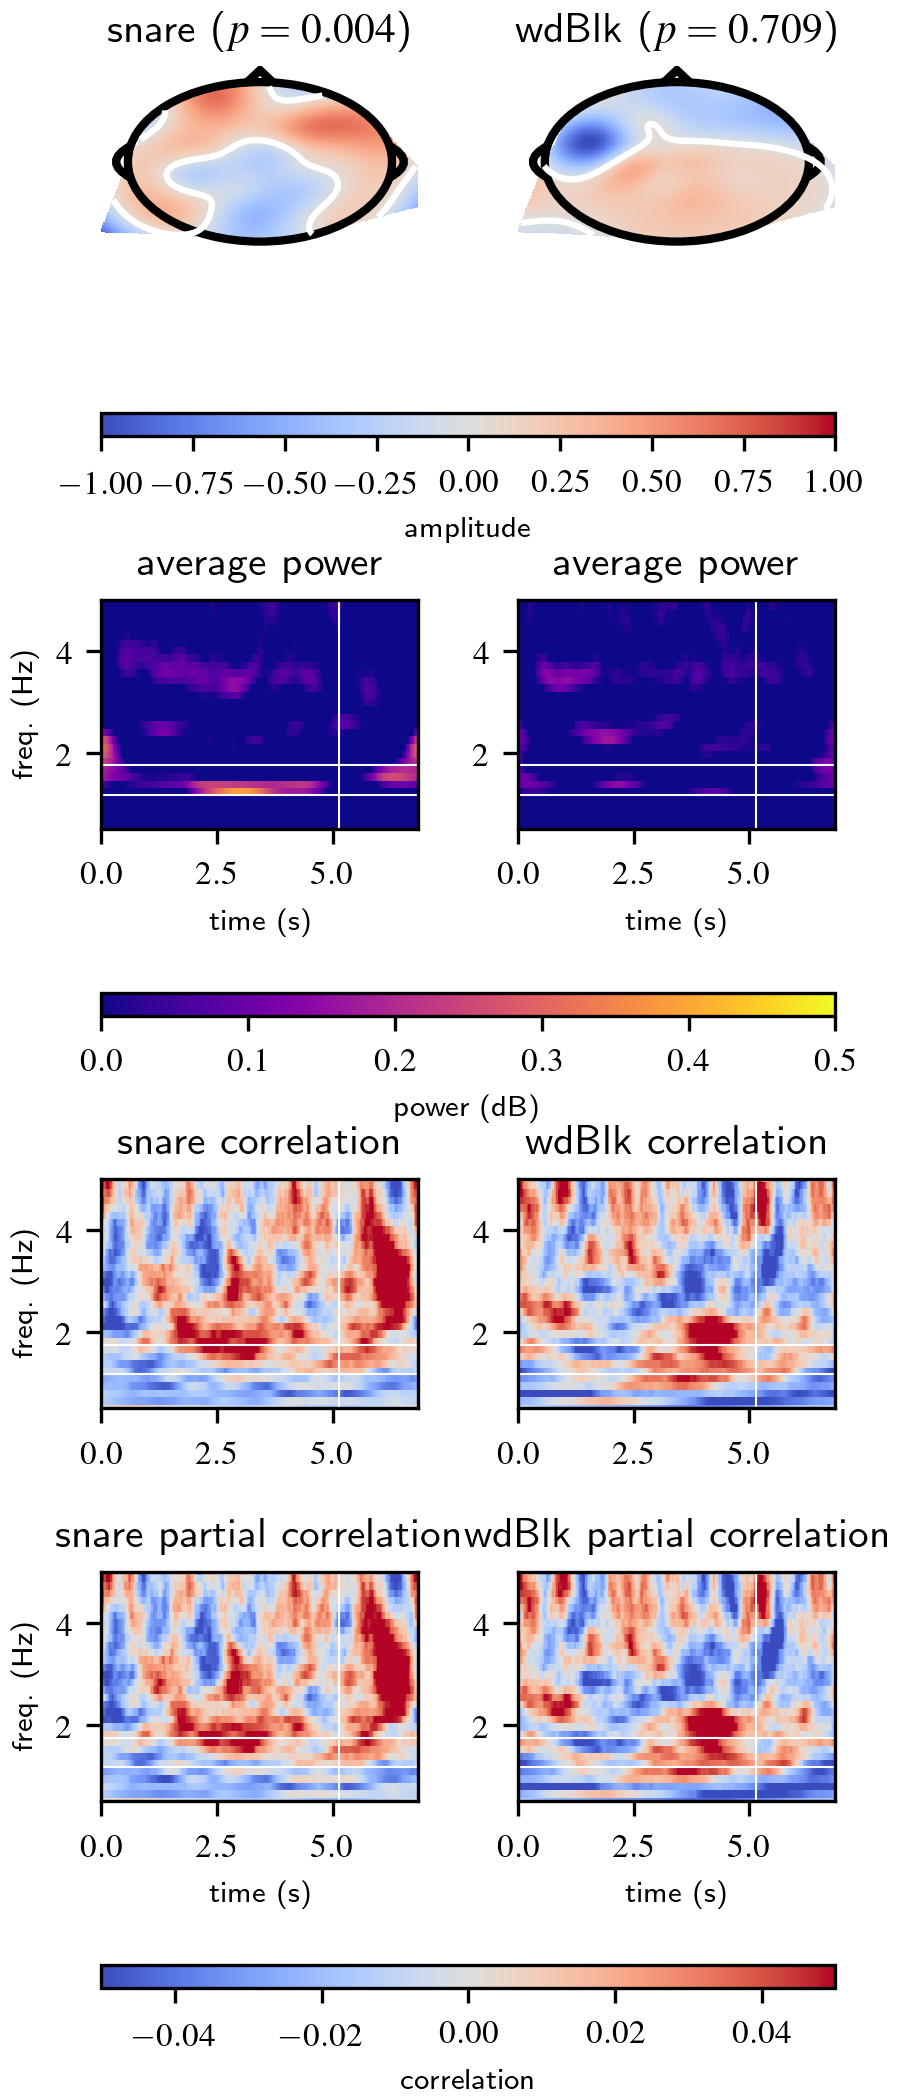 snare (p = 0.004) wdBlk (p = 0.709)
−1.00 −0.75 −0.50 −0.25 0.00 0.25 0.50 0.75 1.00
amplitude
average power average power
freq. (Hz)
4 4
2 2
0.0 2.5 5.0 0.0 2.5 5.0
time (s) time (s)
0.0 0.1 0.2 0.3 0.4 0.5
power (dB)
snare correlation wdBlk correlation
freq. (Hz)
4 4
2 2
0.0 2.5 5.0 0.0 2.5 5.0
snare partial correlation wdBlk partial correlation
freq. (Hz)
4 4
2 2
0.0 2.5 5.0 0.0 2.5 5.0
time (s) time (s)
−0.04 −0.02 0.00 0.02 0.04
correlation